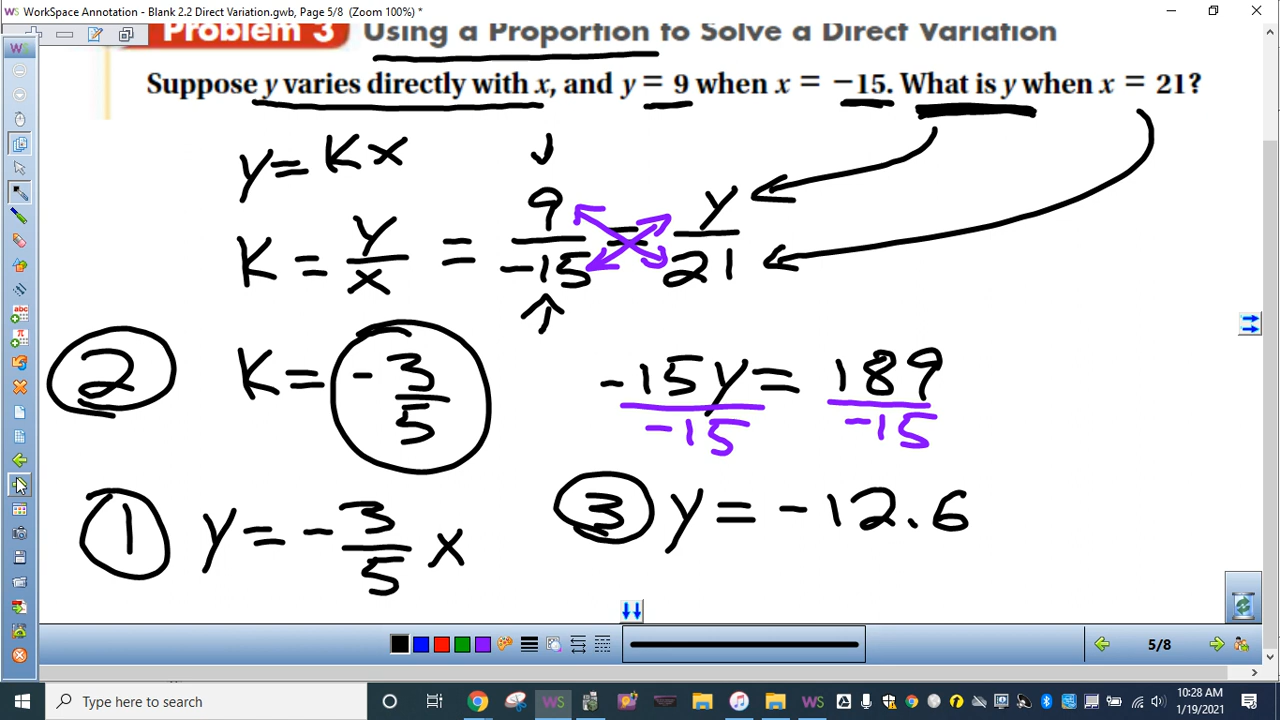 WorkSpace Annotation - Blank 2.2 Direct Variation.gwb, Page 5/8 (Zoom 100%) *
Problem 3 Using a Proportion to Solve a Direct Variation
Suppose y varies directly with x, and y = 9 when x = −15. What is y when x = 21?
y = Kx
K = y/x = 9/-15 = y/21
② K = -3/5
-15y = 189
-15 -15
① y = -3/5 x
③ y = -12.6
5/8
Type here to search
10:28 AM
1/19/2021